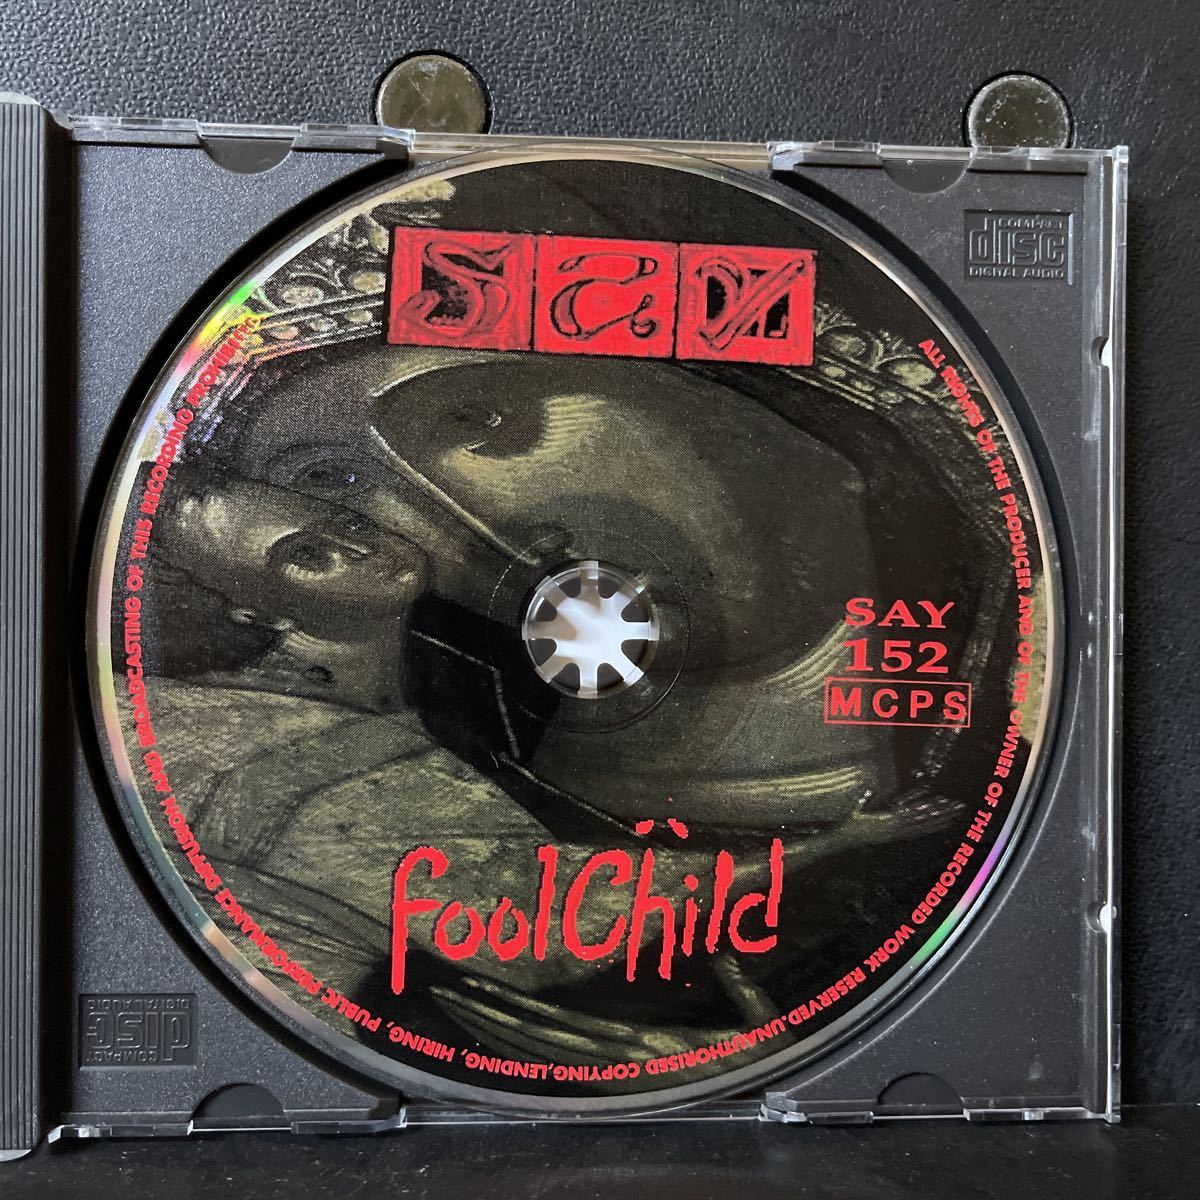 say
SAY
152
MCPS
foolChild
ALL RIGHTS OF THE PRODUCER AND OF THE OWNER OF THE RECORDED WORK RESERVED. UNAUTHORISED COPYING, LENDING, HIRING, PUBLIC PERFORMANCE DIFFUSION AND BROADCASTING OF THIS RECORDING PROHIBITED.
COMPACT
disc
DIGITAL AUDIO
COMPACT
disc
DIGITAL AUDIO